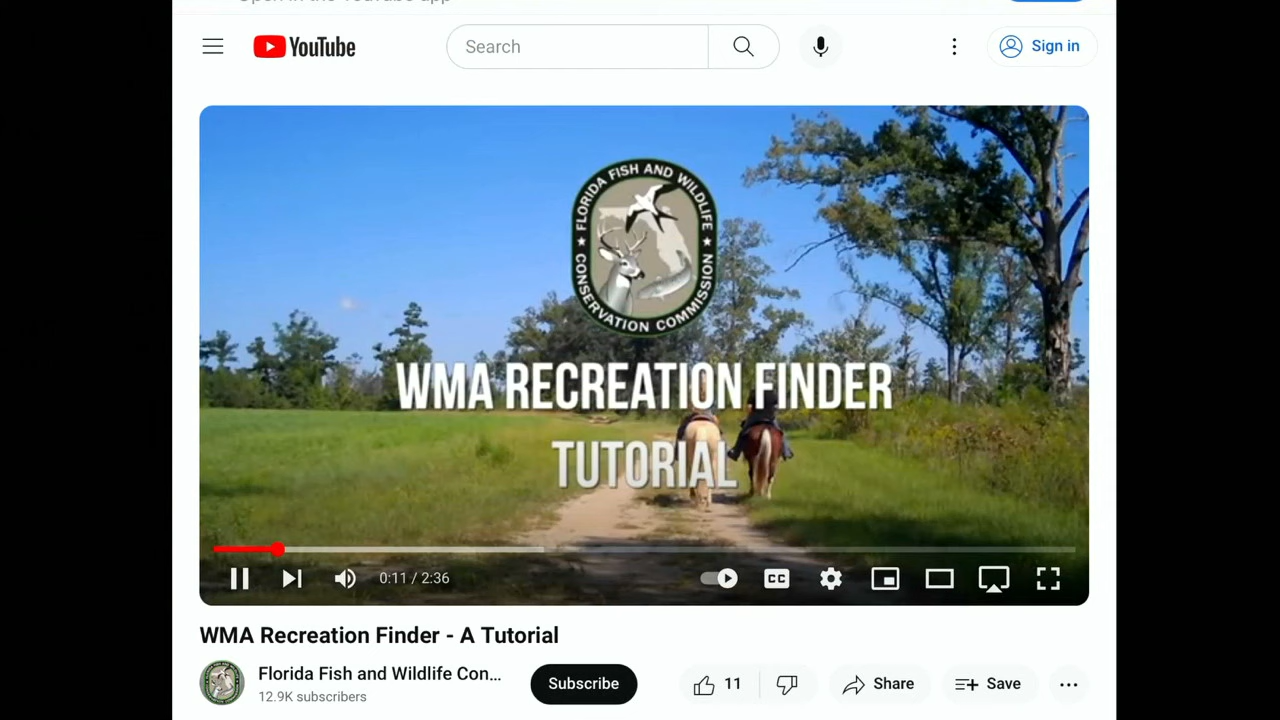 YouTube
Search
Sign in
FLORIDA FISH AND WILDLIFE
CONSERVATION COMMISSION
WMA RECREATION FINDER
TUTORIAL
0:11 / 2:36
CC
WMA Recreation Finder - A Tutorial
Florida Fish and Wildlife Con...
12.9K subscribers
Subscribe
11
Share
Save